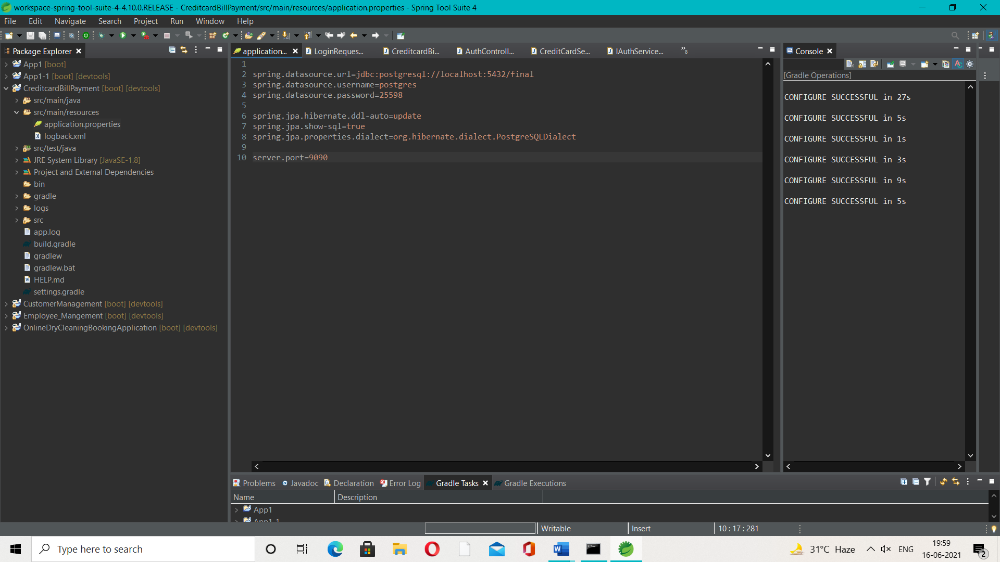 workspace-spring-tool-suite-4-4.10.0.RELEASE - CreditcardBillPayment/src/main/resources/application.properties - Spring Tool Suite 4
File Edit Navigate Search Project Run Window Help
Package Explorer
App1 [boot]
App1-1 [boot] [devtools]
CreditcardBillPayment [boot] [devtools]
src/main/java
src/main/resources
application.properties
logback.xml
src/test/java
JRE System Library [JavaSE-1.8]
Project and External Dependencies
bin
gradle
logs
src
app.log
build.gradle
gradlew
gradlew.bat
HELP.md
settings.gradle
CustomerManagement [boot] [devtools]
Employee_Mangement [boot] [devtools]
OnlineDryCleaningBookingApplication [boot] [devtools]
application... LoginReques... CreditcardBi... AuthControll... CreditCardSe... IAuthService... »8
1
2 spring.datasource.url=jdbc:postgresql://localhost:5432/final
3 spring.datasource.username=postgres
4 spring.datasource.password=25598
5
6 spring.jpa.hibernate.ddl-auto=update
7 spring.jpa.show-sql=true
8 spring.jpa.properties.dialect=org.hibernate.dialect.PostgreSQLDialect
9
10 server.port=9090
Console
[Gradle Operations]
CONFIGURE SUCCESSFUL in 27s
CONFIGURE SUCCESSFUL in 5s
CONFIGURE SUCCESSFUL in 1s
CONFIGURE SUCCESSFUL in 3s
CONFIGURE SUCCESSFUL in 9s
CONFIGURE SUCCESSFUL in 5s
Problems Javadoc Declaration Error Log Gradle Tasks Gradle Executions
Name Description
App1
App1-1
Writable Insert 10 : 17 : 281
Type here to search
31°C Haze ENG 19:59
16-06-2021 2